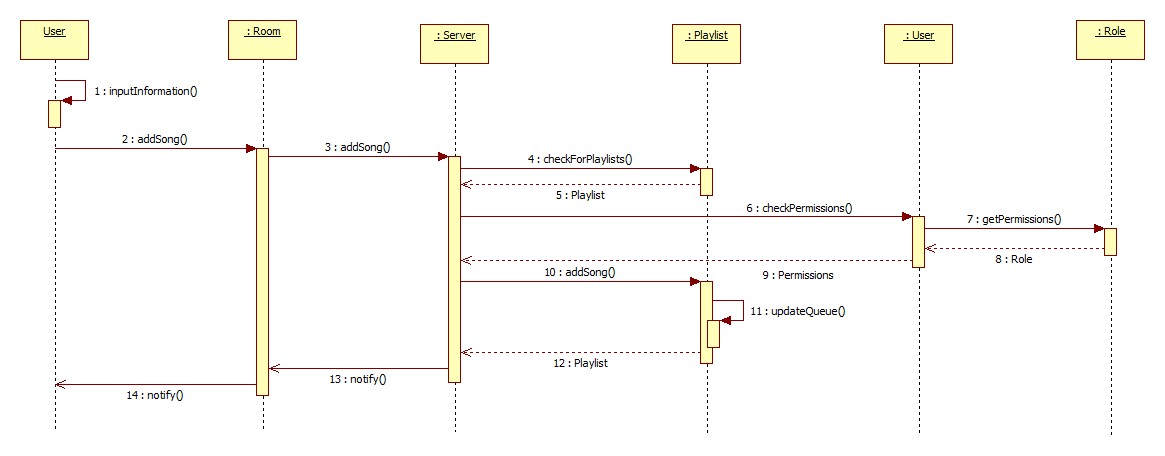 User
: Room
: Server
: Playlist
: User
: Role
1 : inputInformation()
2 : addSong()
3 : addSong()
4 : checkForPlaylists()
5 : Playlist
6 : checkPermissions()
7 : getPermissions()
8 : Role
9 : Permissions
10 : addSong()
11 : updateQueue()
12 : Playlist
13 : notify()
14 : notify()